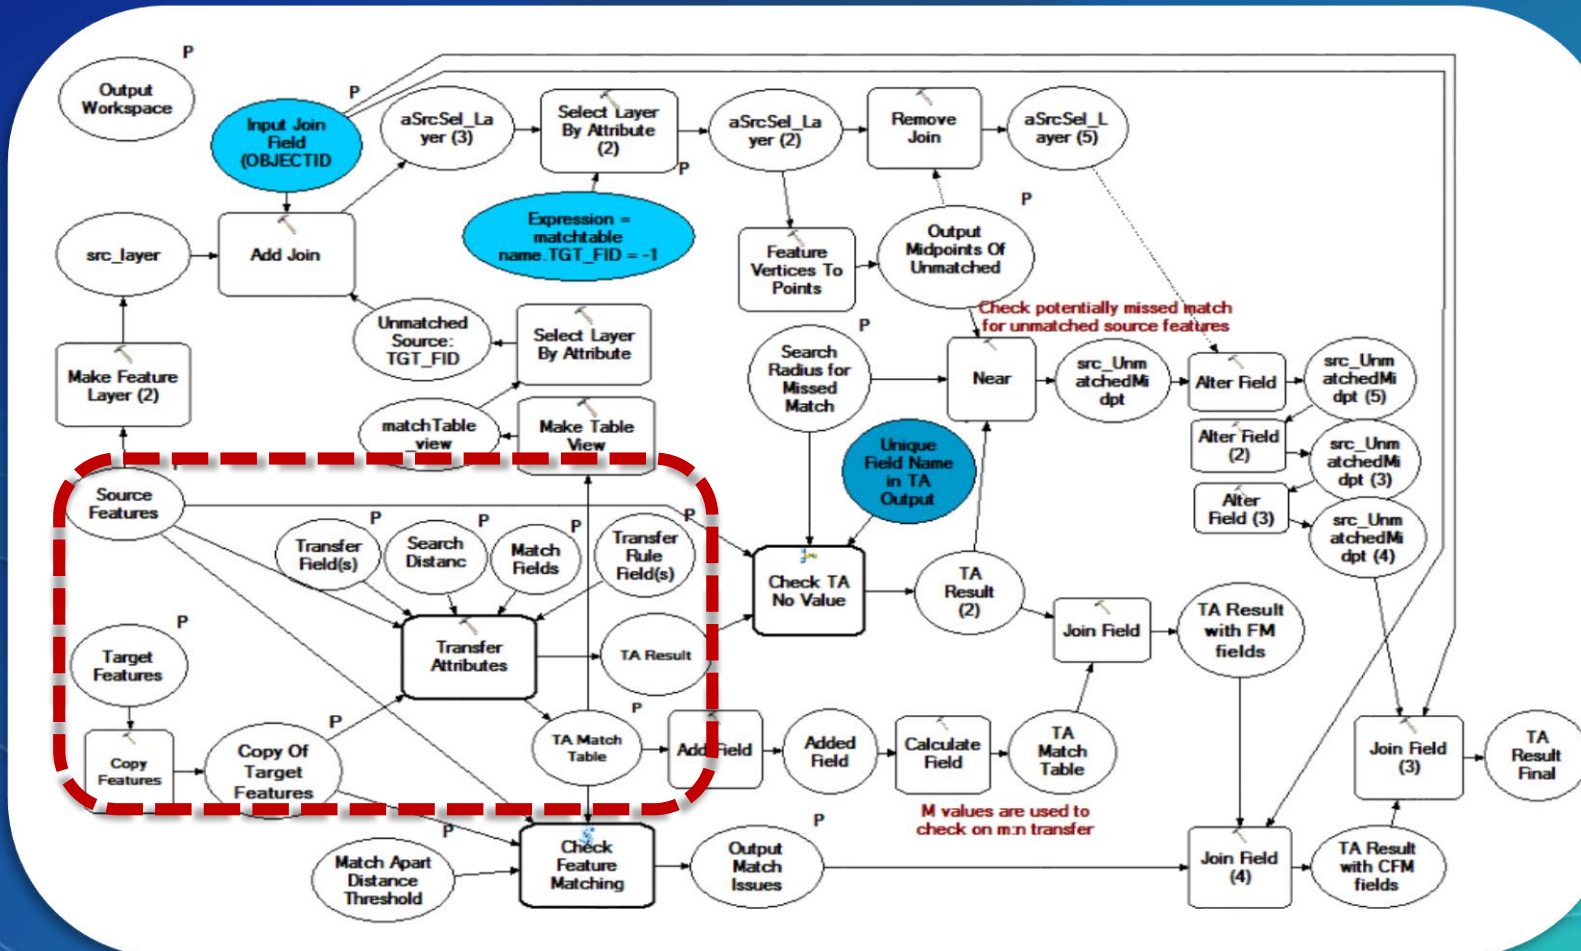 P
Output
Workspace
P
Input Join
Field
(OBJECTID
aSrcSel_La
yer (3)
Select Layer
By Attribute
(2)
P
aSrcSel_La
yer (2)
Remove
Join
aSrcSel_L
ayer (5)
src_layer
Add Join
Expression =
matchtable
name.TGT_FID = -1
Feature
Vertices To
Points
P
Output
Midpoints Of
Unmatched
Check potentially missed match
for unmatched source features
Unmatched
Source:
TGT_FID
Select Layer
By Attribute
P
Search
Radius for
Missed
Match
Near
src_Unm
atchedMi
dpt
Alter Field
src_Unm
atchedMi
dpt (5)
Make Feature
Layer (2)
matchTable
_view
Make Table
View
Unique
Field Name
in TA
Output
Alter Field
(2)
src_Unm
atchedMi
dpt (3)
Alter
Field (3)
src_Unm
atchedMi
dpt (4)
P
Source
Features
P
Transfer
Field(s)
P
Search
Distanc
P
Match
Fields
P
Transfer
Rule
Field(s)
Check TA
No Value
TA
Result
(2)
Join Field
TA Result
with FM
fields
P
Target
Features
Transfer
Attributes
TA Result
Copy
Features
P
Copy Of
Target
Features
P
TA Match
Table
Add Field
Added
Field
Calculate
Field
TA
Match
Table
M values are used to
check on m:n transfer
Join Field
(3)
TA
Result
Final
P
Match Apart
Distance
Threshold
Check
Feature
Matching
P
Output
Match
Issues
Join Field
(4)
TA Result
with CFM
fields